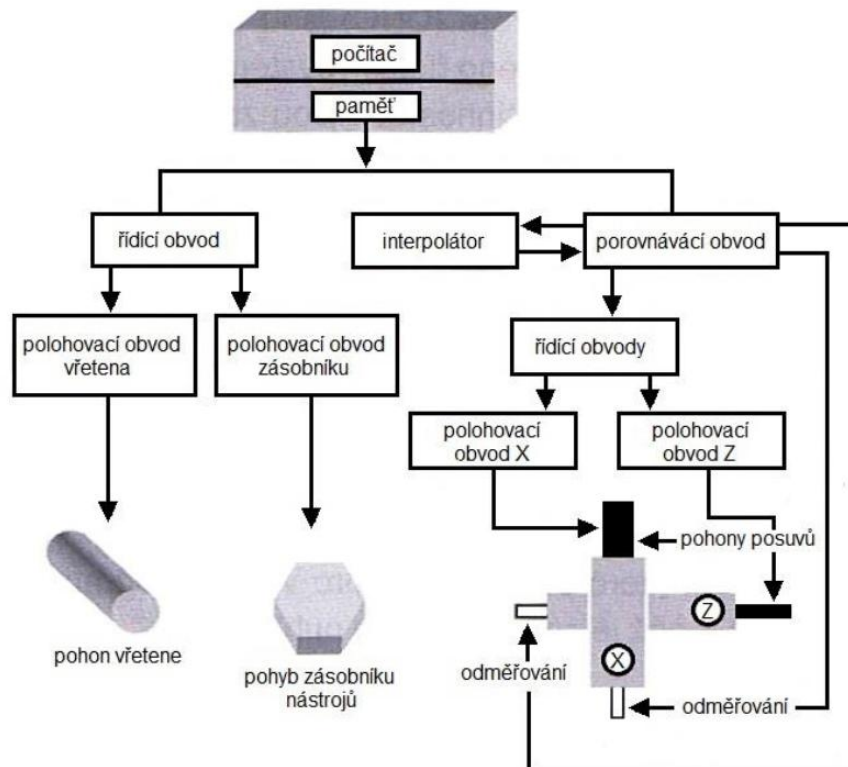 počítač
paměť
řídící obvod
interpolátor
porovnávácí obvod
polohovací obvod
vřetena
polohovací obvod
zásobníku
řídící obvody
polohovací
obvod X
polohovací
obvod Z
pohony posuvů
Z
X
odměřování
odměřování
pohon vřetene
pohyb zásobníku
nástrojů